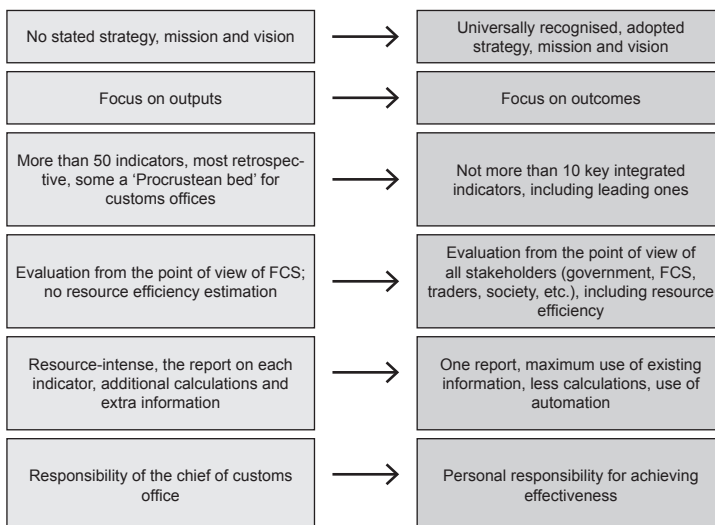 No stated strategy, mission and vision
Universally recognised, adopted
strategy, mission and vision
Focus on outputs
Focus on outcomes
More than 50 indicators, most retrospec-
tive, some a ‘Procrustean bed’ for
customs offices
Not more than 10 key integrated
indicators, including leading ones
Evaluation from the point of view of FCS;
no resource efficiency estimation
Evaluation from the point of view of
all stakeholders (government, FCS,
traders, society, etc.), including resource
efficiency
Resource-intense, the report on each
indicator, additional calculations and
extra information
One report, maximum use of existing
information, less calculations, use of
automation
Responsibility of the chief of customs
office
Personal responsibility for achieving
effectiveness